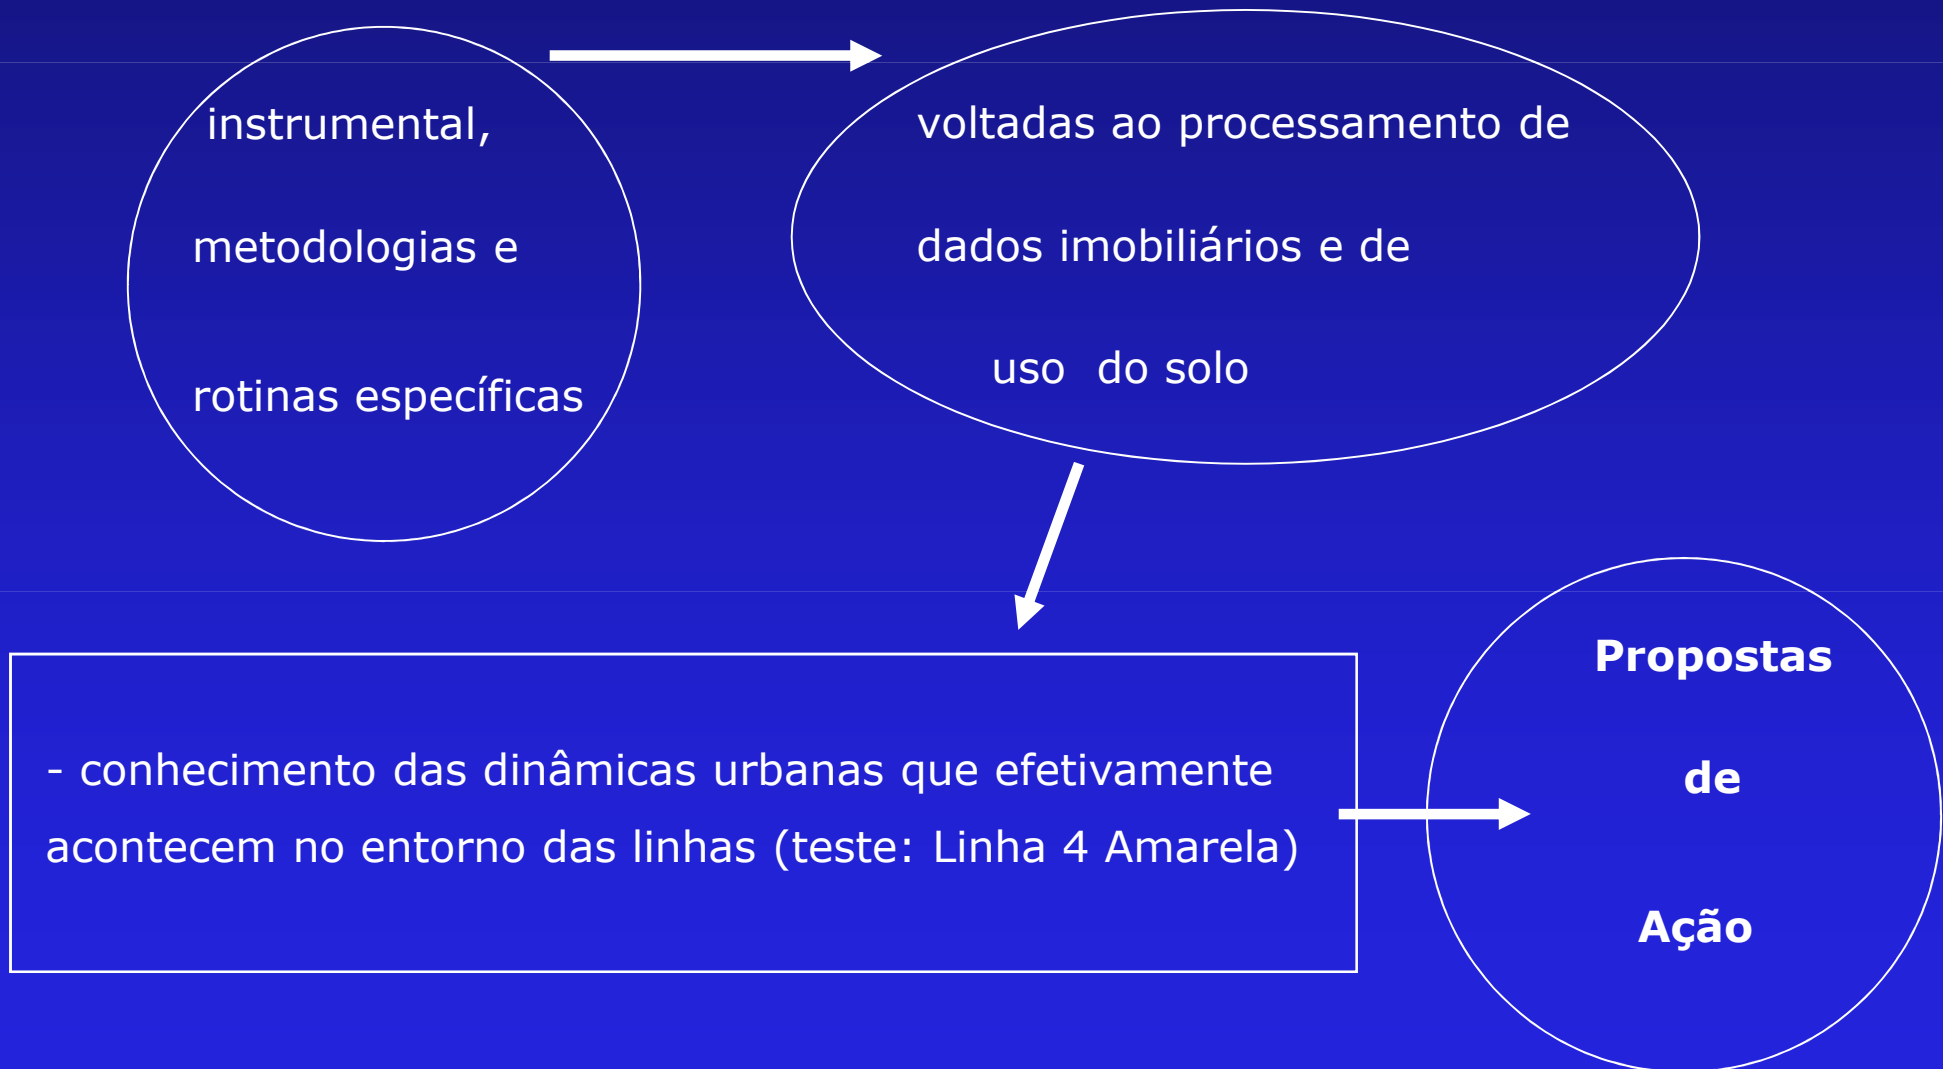 instrumental,
metodologias e
rotinas específicas
voltadas ao processamento de
dados imobiliários e de
uso do solo
- conhecimento das dinâmicas urbanas que efetivamente
acontecem no entorno das linhas (teste: Linha 4 Amarela)
Propostas
de
Ação